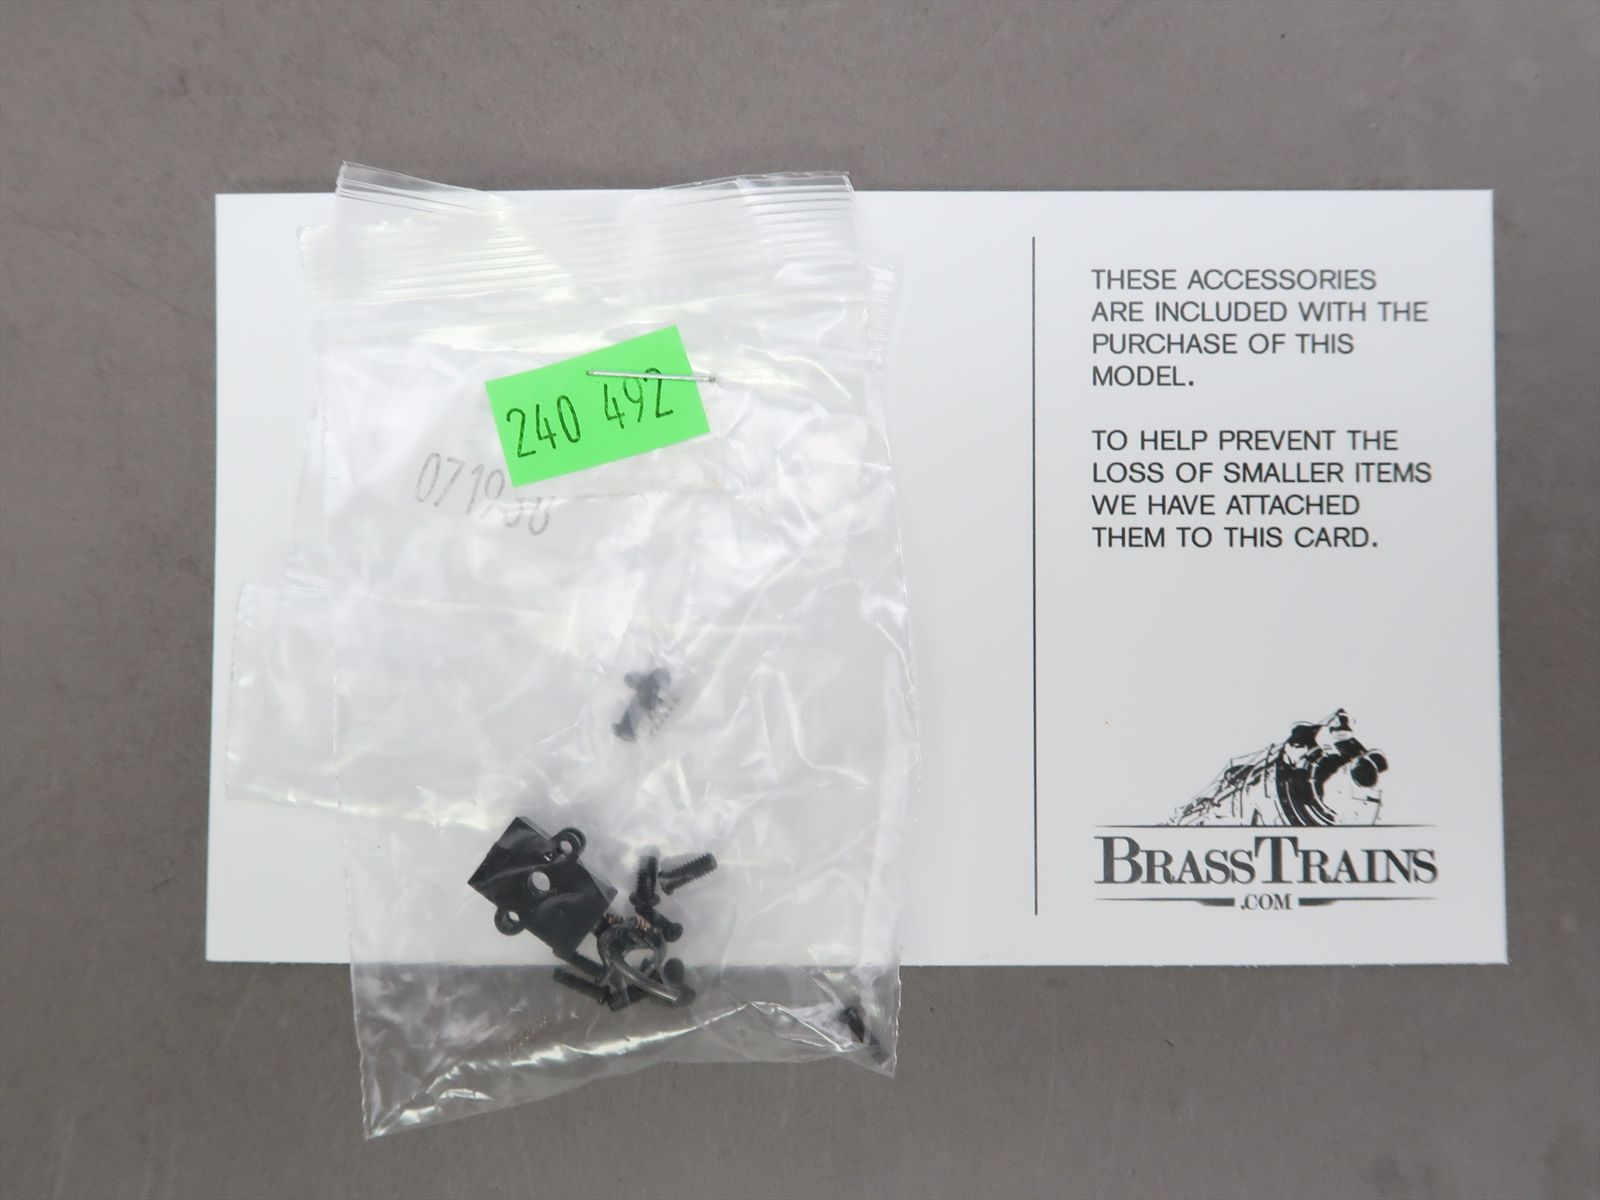 240 492
THESE ACCESSORIES
ARE INCLUDED WITH THE
PURCHASE OF THIS
MODEL.
TO HELP PREVENT THE
LOSS OF SMALLER ITEMS
WE HAVE ATTACHED
THEM TO THIS CARD.
BRASSTRAINS
.COM